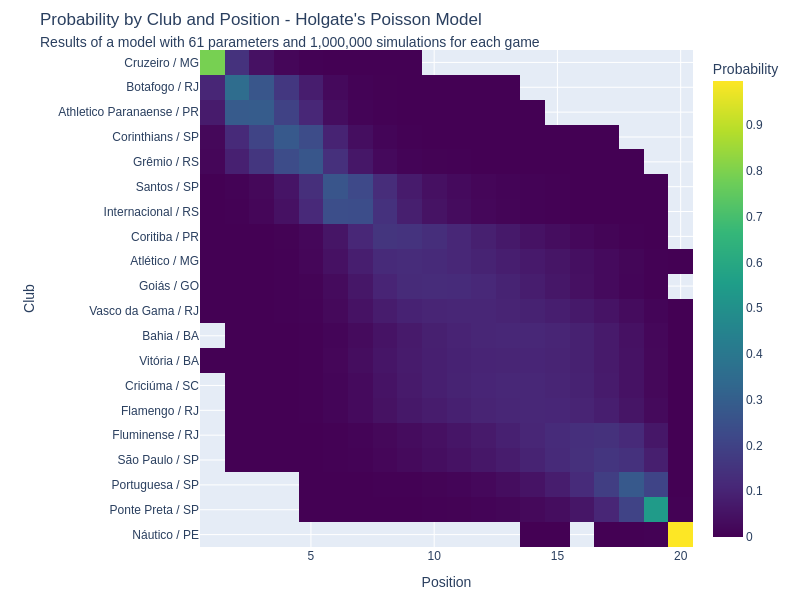 Probability by Club and Position - Holgate's Poisson Model
Results of a model with 61 parameters and 1,000,000 simulations for each game
Probability
Club
Cruzeiro / MG
Botafogo / RJ
Athletico Paranaense / PR
Corinthians / SP
Grêmio / RS
Santos / SP
Internacional / RS
Coritiba / PR
Atlético / MG
Goiás / GO
Vasco da Gama / RJ
Bahia / BA
Vitória / BA
Criciúma / SC
Flamengo / RJ
Fluminense / RJ
São Paulo / SP
Portuguesa / SP
Ponte Preta / SP
Náutico / PE
0.9
0.8
0.7
0.6
0.5
0.4
0.3
0.2
0.1
0
5
10
15
20
Position